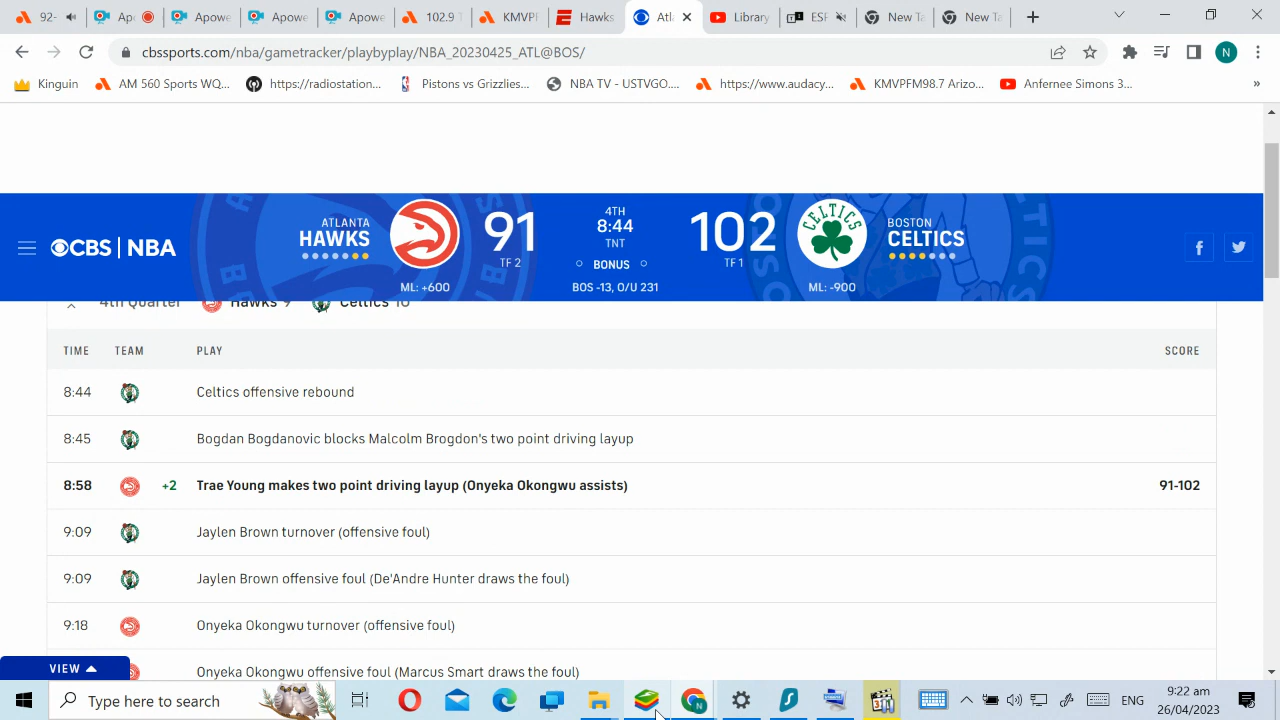 92-
Apowe
Apowe
Apowe
102.9 T
KMVPF
Hawks
Atl
Library
ESF
New Ta
New Ta
cbssports.com/nba/gametracker/playbyplay/NBA_20230425_ATL@BOS/
N
Kinguin
AM 560 Sports WQ...
https://radiostation...
Pistons vs Grizzlies...
NBA TV - USTVGO....
https://www.audacy...
KMVPFM98.7 Arizo...
Anfernee Simons 3...
»
CBS | NBA
ATLANTA
HAWKS
91
TF 2
ML: +600
4TH
8:44
TNT
BONUS
BOS -13, O/U 231
102
TF 1
CELTICS
BOSTON
CELTICS
ML: -900
4th Quarter Hawks 9 Celtics 10
TIME TEAM PLAY SCORE
8:44 Celtics offensive rebound
8:45 Bogdan Bogdanovic blocks Malcolm Brogdon's two point driving layup
8:58 +2 Trae Young makes two point driving layup (Onyeka Okongwu assists) 91-102
9:09 Jaylen Brown turnover (offensive foul)
9:09 Jaylen Brown offensive foul (De'Andre Hunter draws the foul)
9:18 Onyeka Okongwu turnover (offensive foul)
Onyeka Okongwu offensive foul (Marcus Smart draws the foul)
VIEW
Type here to search
ENG
9:22 am
26/04/2023